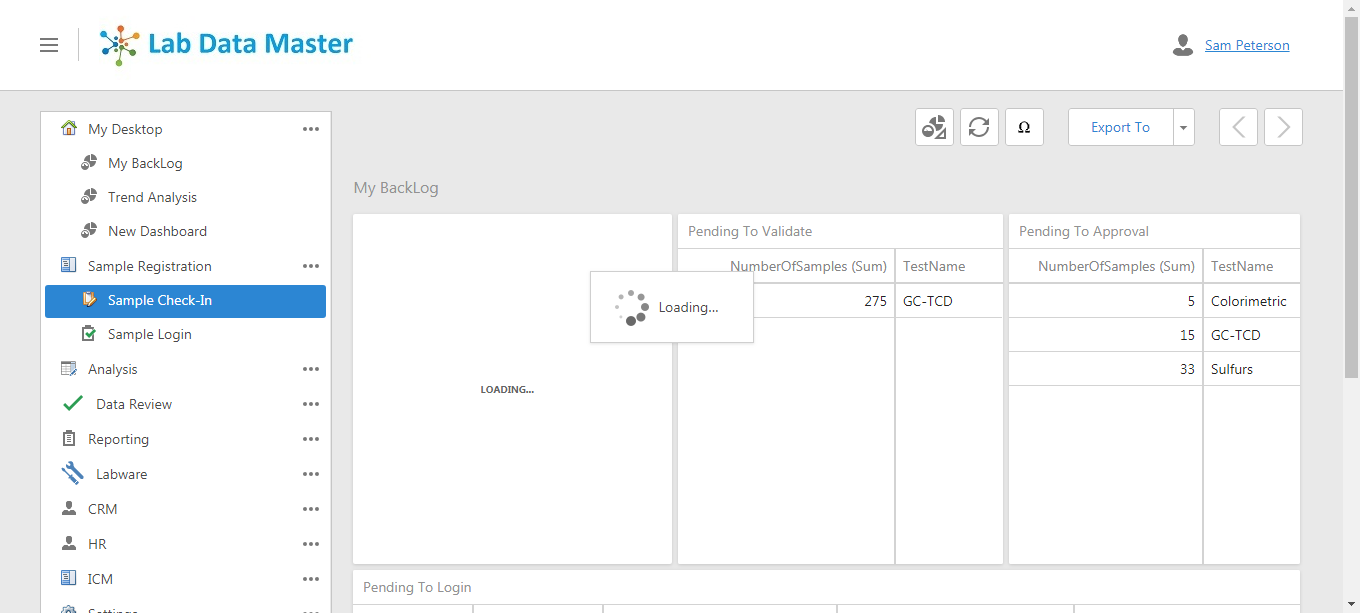 Lab Data Master
Sam Peterson
My Desktop
My BackLog
Trend Analysis
New Dashboard
Sample Registration
Sample Check-In
Sample Login
Analysis
Data Review
Reporting
Labware
CRM
HR
ICM
Settings
Ω
Export To
My BackLog
LOADING...
Loading...
Pending To Validate
NumberOfSamples (Sum) TestName
275 GC-TCD
Pending To Approval
NumberOfSamples (Sum) TestName
5 Colorimetric
15 GC-TCD
33 Sulfurs
Pending To Login